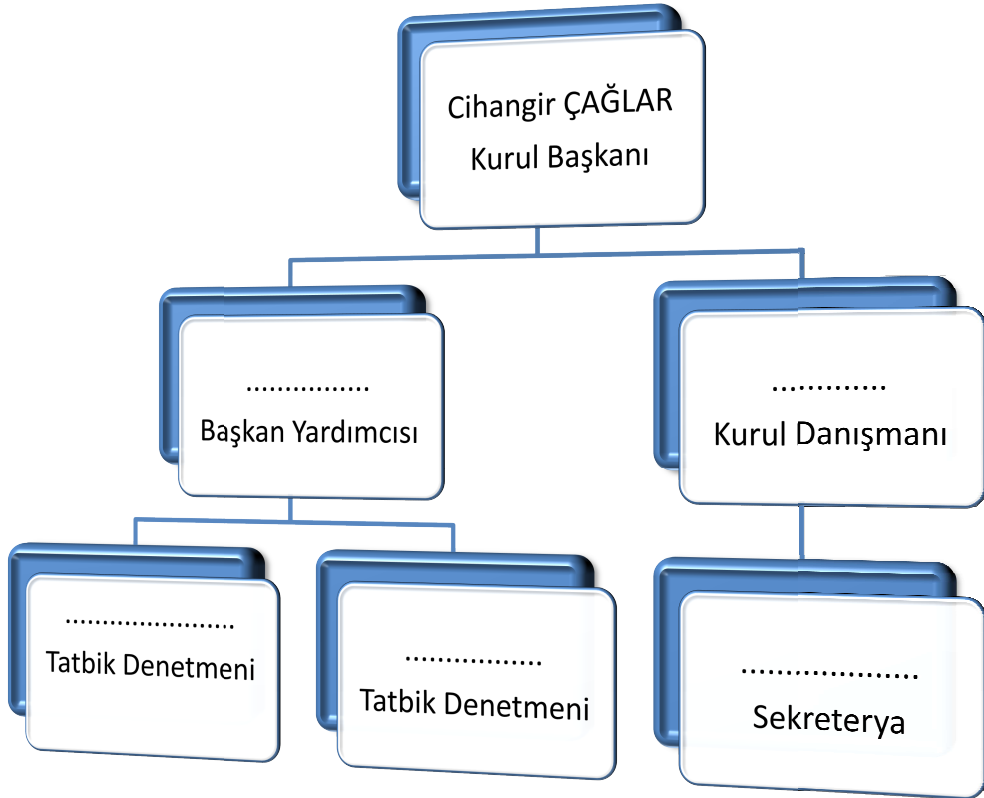 Cihangir ÇAĞLAR
Kurul Başkanı
................
Başkan Yardımcısı
............
Kurul Danışmanı
.......................
Tatbik Denetmeni
..................
Tatbik Denetmeni
....................
Sekreterya